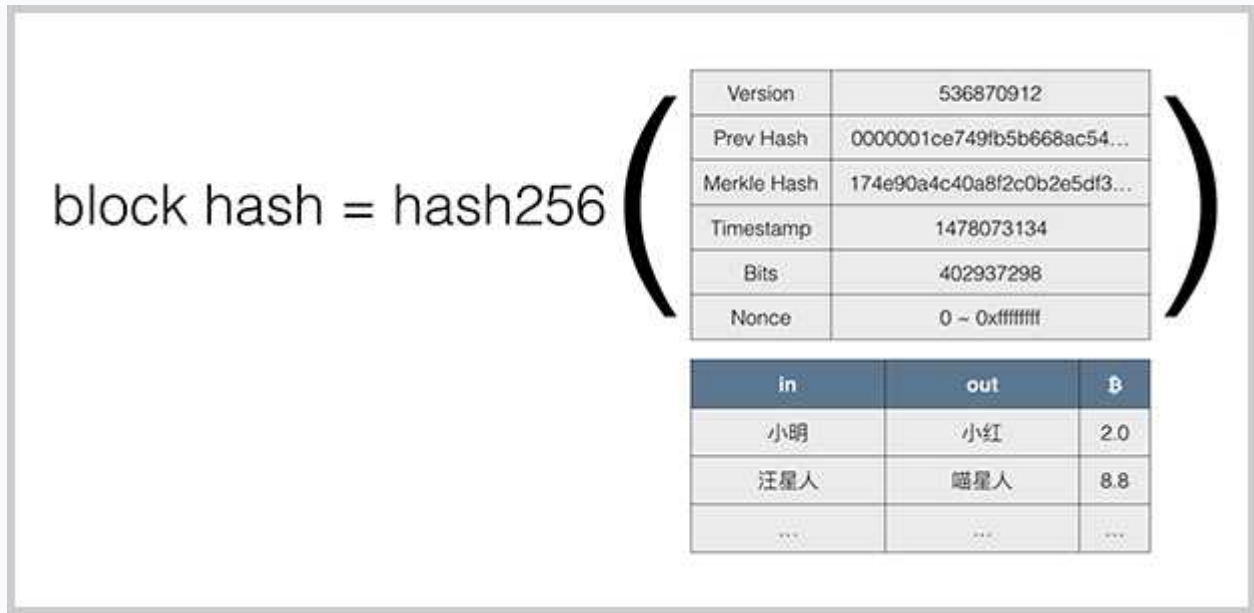 block hash = hash256
(
Version 536870912
Prev Hash 0000001ce749fb5b668ac54...
Merkle Hash 174e90a4c40a8f2c0b2e5df3...
Timestamp 1478073134
Bits 402937298
Nonce 0 ~ 0xffffffff
)
in out ₿
小明 小红 2.0
汪星人 喵星人 8.8
... ... ...